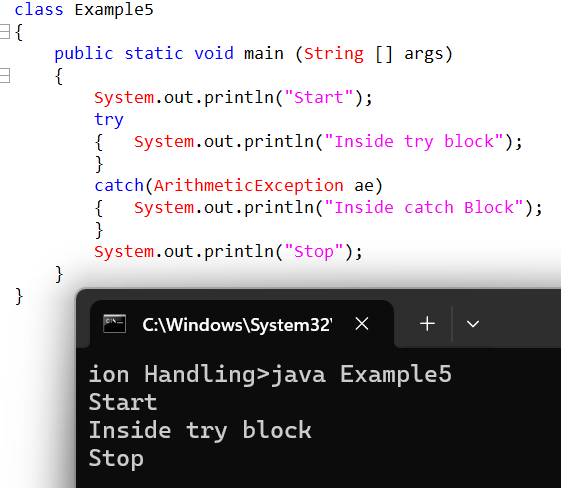 class Example5
{
    public static void main (String [] args)
    {
        System.out.println("Start");
        try
        {   System.out.println("Inside try block");
        }
        catch(ArithmeticException ae)
        {   System.out.println("Inside catch Block");
        }
        System.out.println("Stop");
    }
}
C:\Windows\System32\
ion Handling>java Example5
Start
Inside try block
Stop